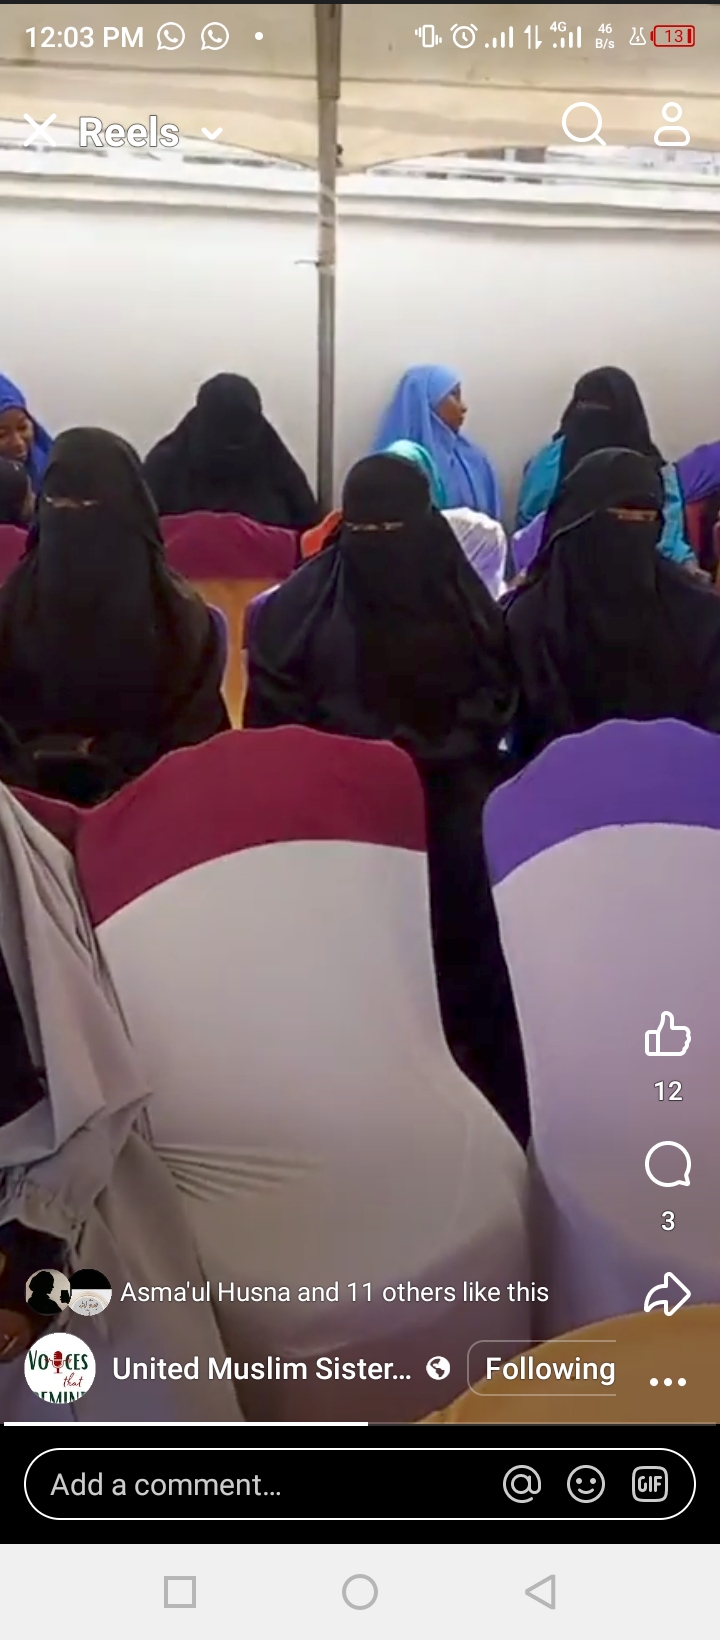 12:03 PM
4G
46
B/s
13
Reels
12
3
Asma'ul Husna and 11 others like this
VOICES
that
REMIN
United Muslim Sister...
Following
Add a comment...
GIF